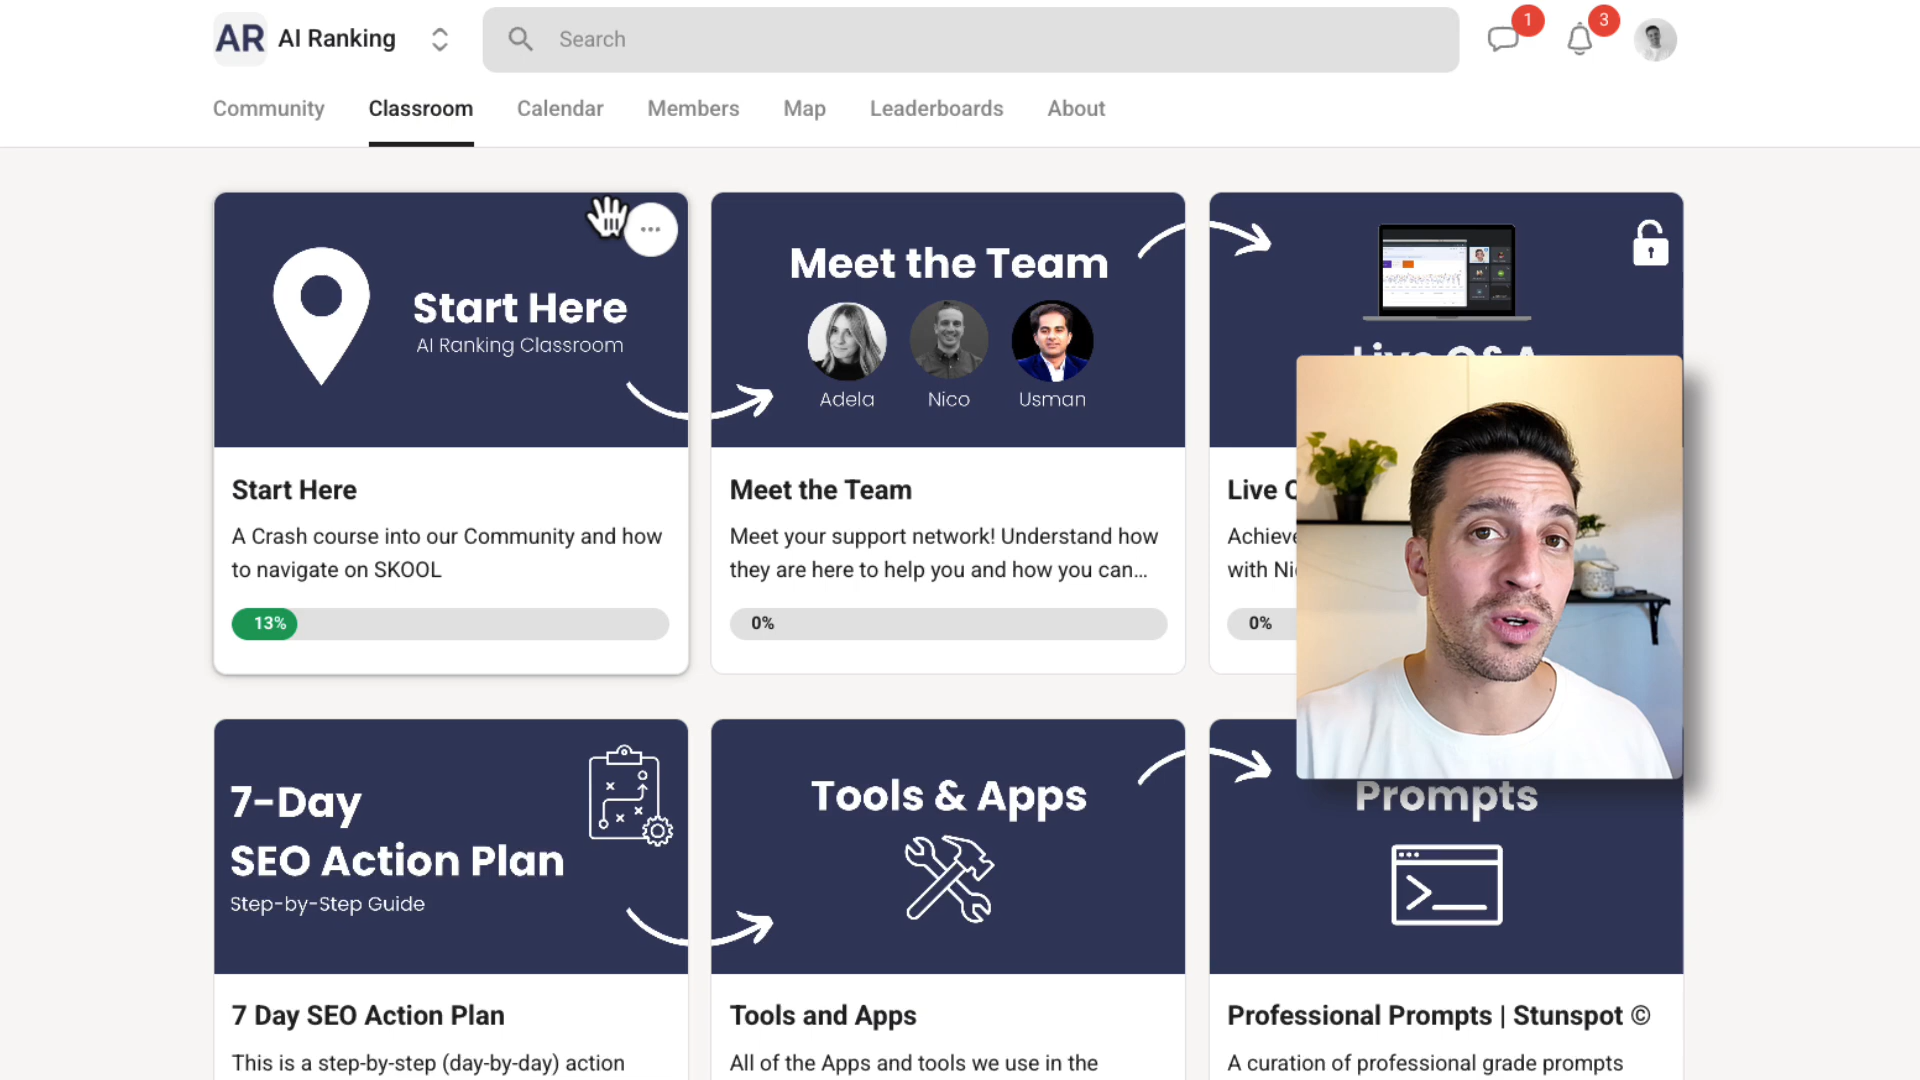 AR AI Ranking
Search
1
3
Community Classroom Calendar Members Map Leaderboards About
Start Here
AI Ranking Classroom
Meet the Team
Adela Nico Usman
Start Here
A Crash course into our Community and how
to navigate on SKOOL
13%
Meet the Team
Meet your support network! Understand how
they are here to help you and how you can...
0%
Live
Achieve
with
0%
7-Day
SEO Action Plan
Step-by-Step Guide
Tools & Apps
Prompts
7 Day SEO Action Plan
This is a step-by-step (day-by-day) action
Tools and Apps
All of the Apps and tools we use in the
Professional Prompts | Stunspot ©
A curation of professional grade prompts